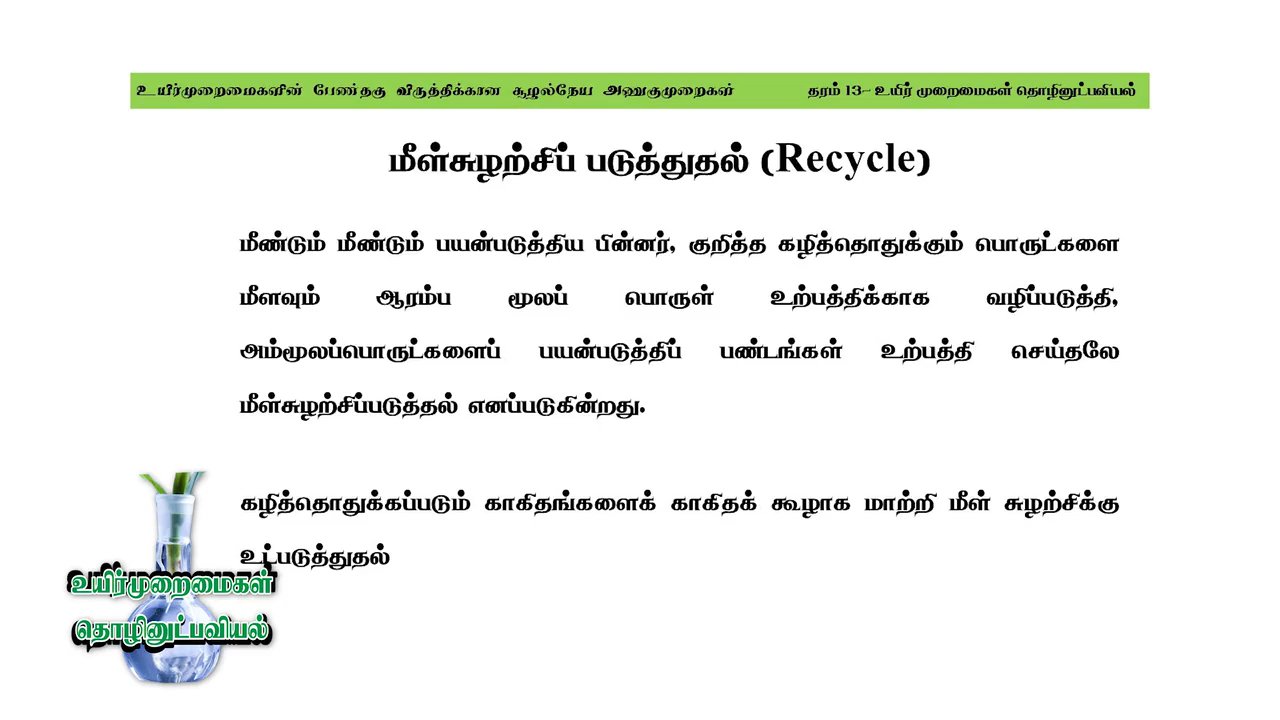 உயிர்முறைமைகளின் பேண்தகு விருத்திக்கான சூழல்நேய அணுகுமுறைகள்
தரம் 13- உயிர் முறைமைகள் தொழினுட்பவியல்
மீள்சுழற்சிப் படுத்துதல் (Recycle)
மீண்டும் மீண்டும் பயன்படுத்திய பின்னர், குறித்த கழித்தொதுக்கும் பொருட்களை
மீளவும் ஆரம்ப மூலப் பொருள் உற்பத்திக்காக வழிப்படுத்தி,
அம்மூலப்பொருட்களைப் பயன்படுத்திப் பண்டங்கள் உற்பத்தி செய்தலே
மீள்சுழற்சிப்படுத்தல் எனப்படுகின்றது.
கழித்தொதுக்கப்படும் காகிதங்களைக் காகிதக் கூழாக மாற்றி மீள் சுழற்சிக்கு
உட்படுத்துதல்
உயிர்முறைமைகள்
தொழினுட்பவியல்